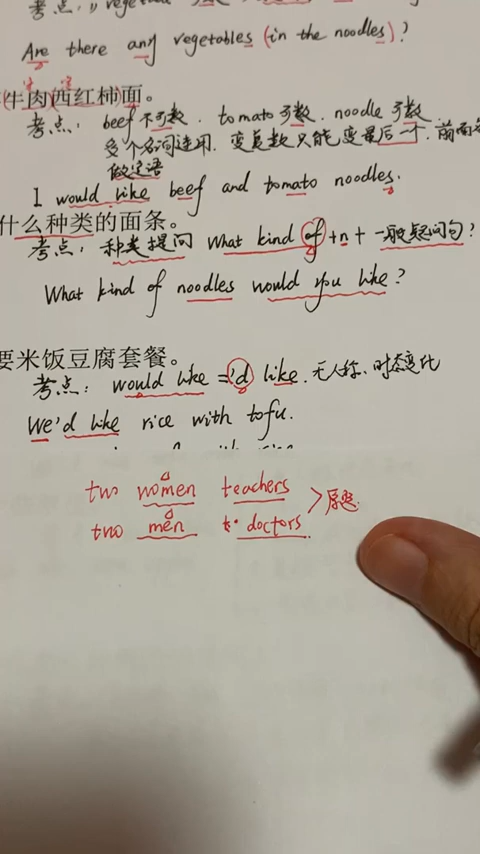 考点：1) vegetab
Are there any vegetables (in the noodles)?
牛肉西红柿面。
考点：beef 不可数．tomato 可数．noodle 可数
多个名词连用．变复数只能变最后一个．前面名
做定语
I would like beef and tomato noodles.
什么种类的面条。
考点：种类提问 What kind of +n + 一般疑问句?
What kind of noodles would you like?
要米饭豆腐套餐。
考点：would like ='d like．无人称、时态变化
We'd like rice with tofu.
two women teachers
two men doctors